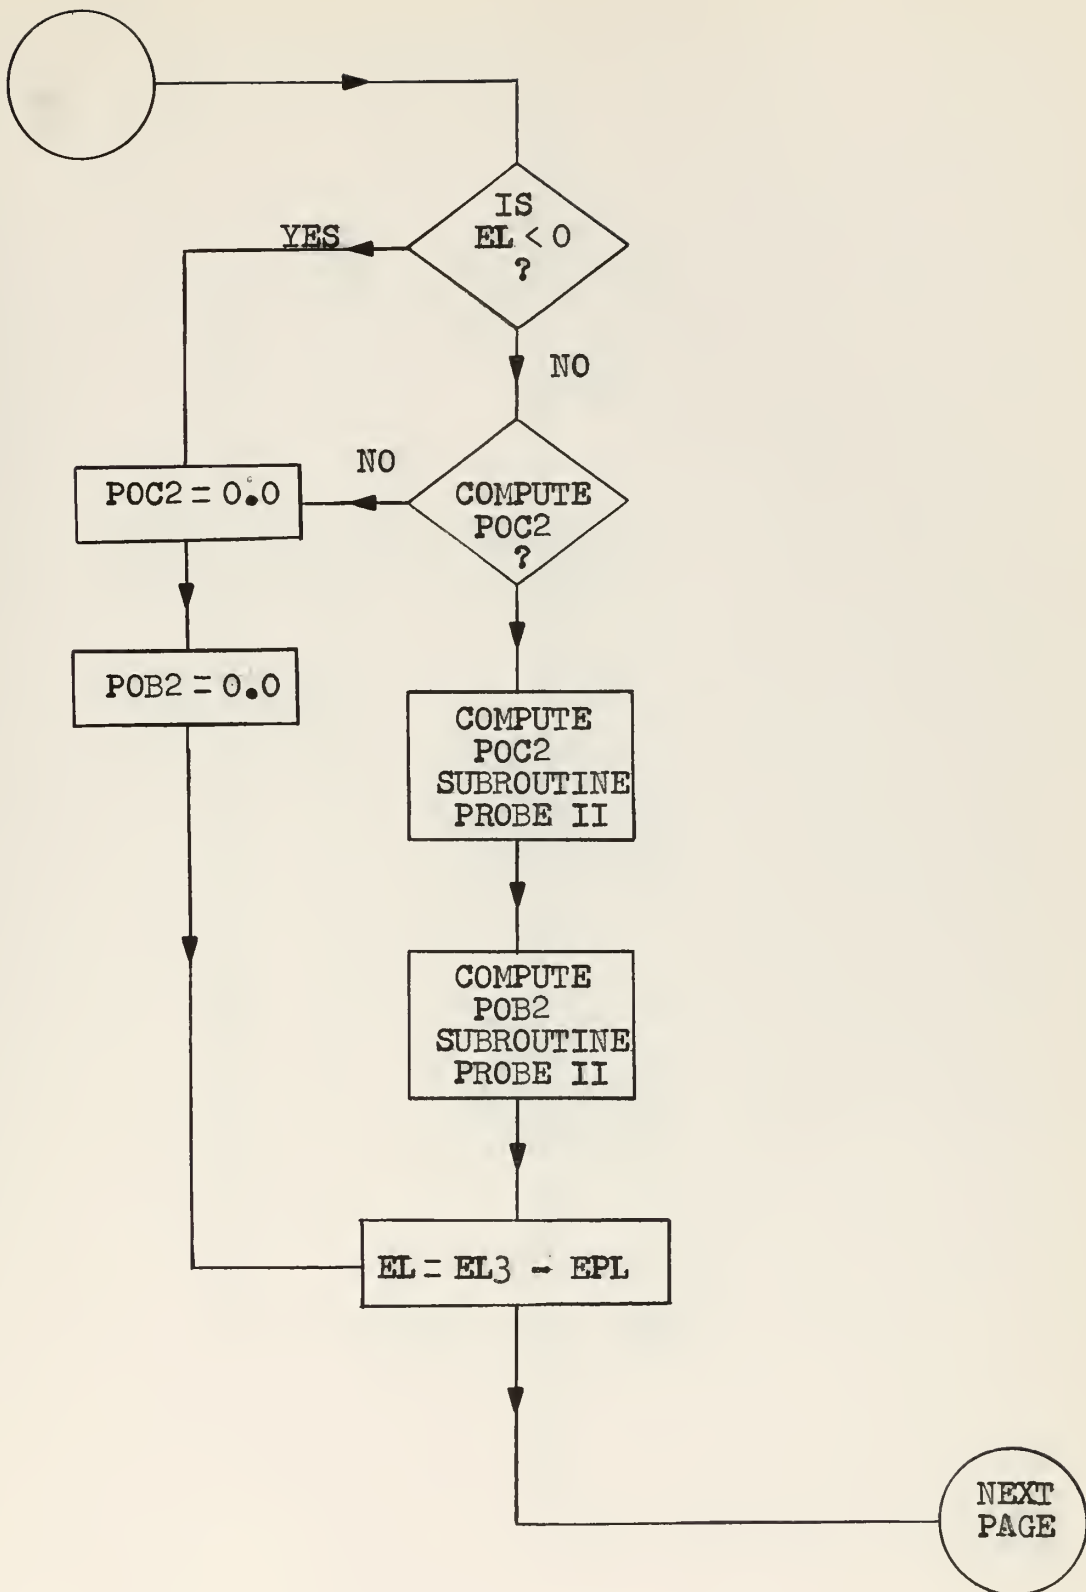 IS
EL < 0
?
YES
NO
NO
COMPUTE
POC2
?
POC2 = 0.0
POB2 = 0.0
COMPUTE
POC2
SUBROUTINE
PROBE II
COMPUTE
POB2
SUBROUTINE
PROBE II
EL = EL3 - EPL
NEXT
PAGE